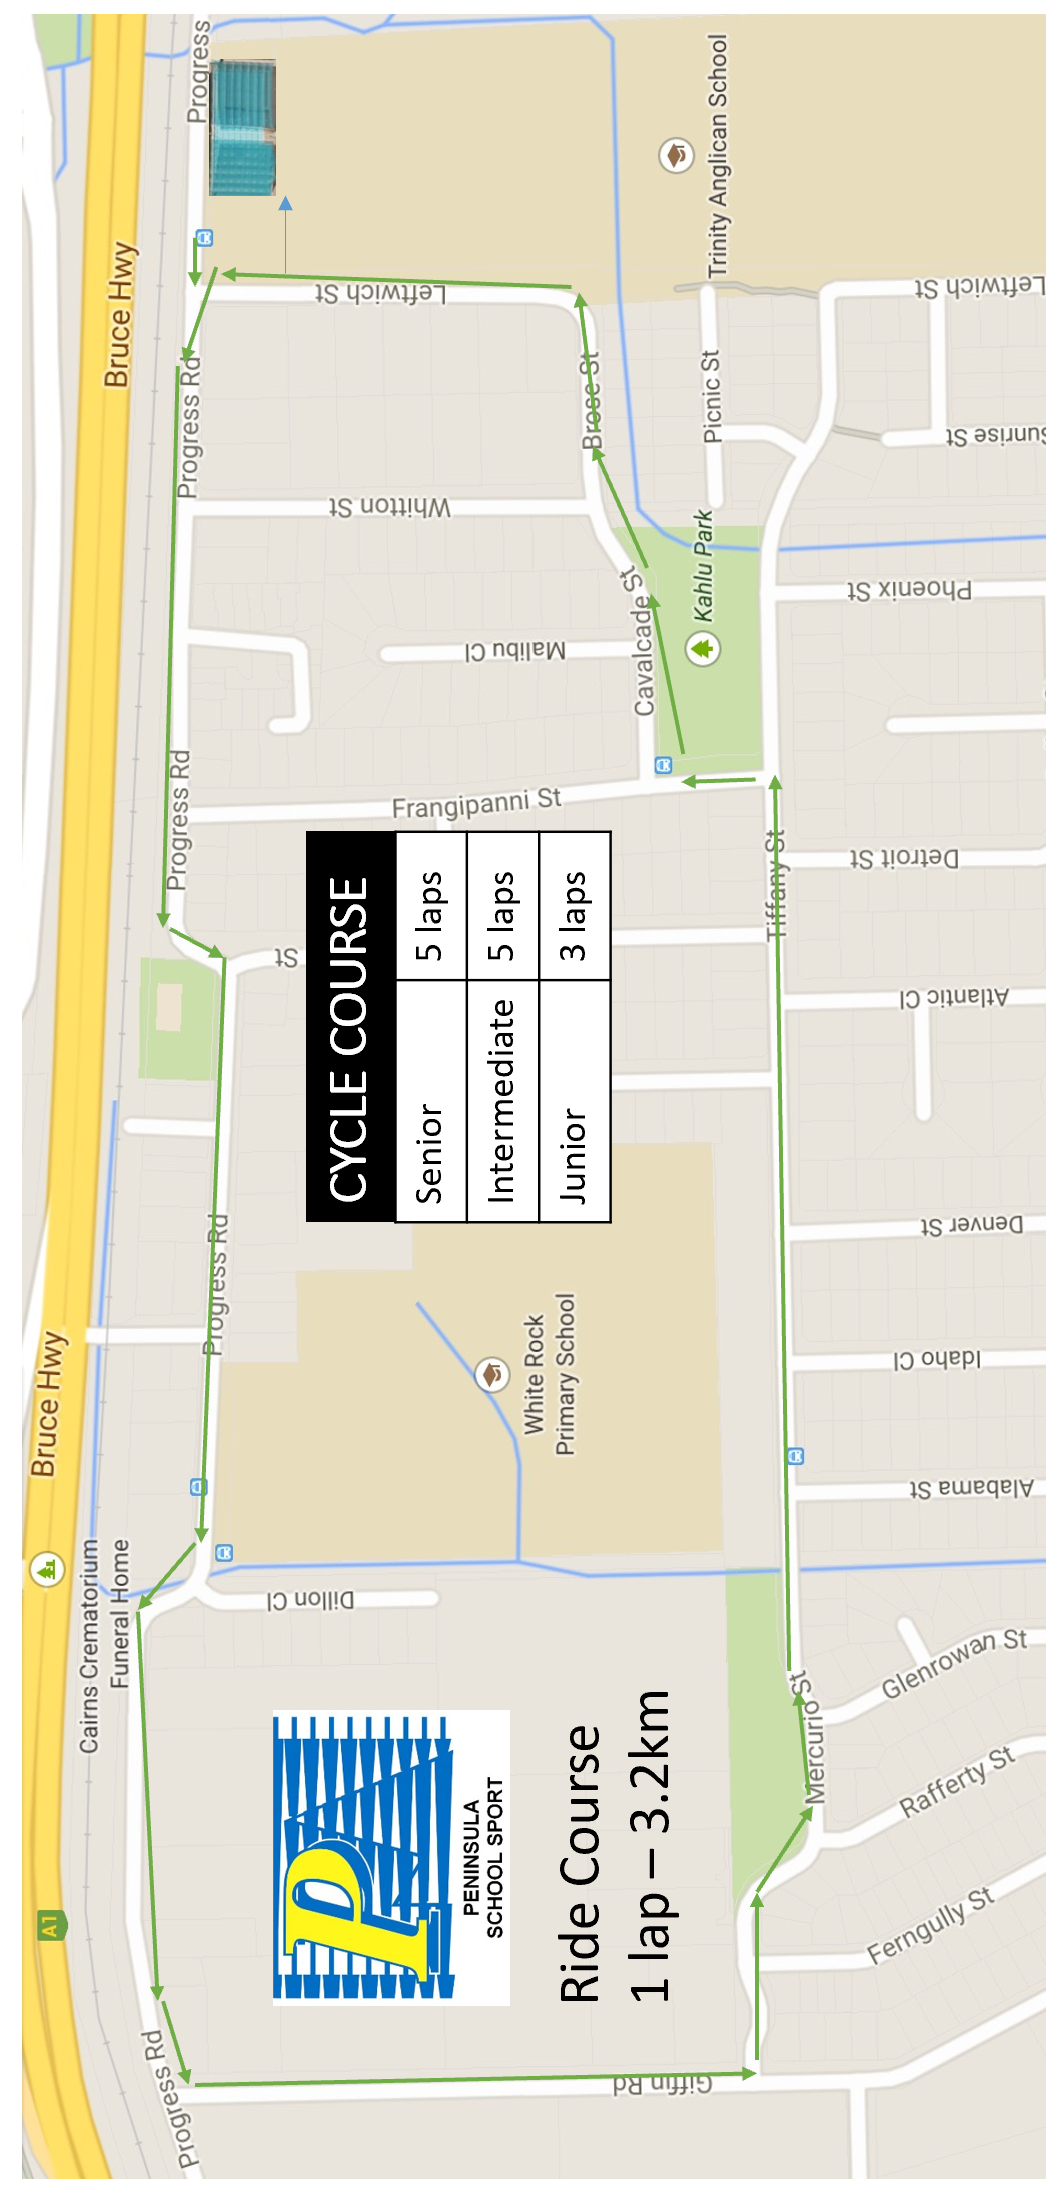 Progress
Bruce Hwy
Trinity Anglican School
Leftwich St
Leftwich St
Progress Rd
Brose St
Picnic St
Sunrise St
Whitton St
Kahlu Park
Cavalcade St
Malibu Cl
Phoenix St
Progress Rd
Frangipanni St
Tiffany St
Detroit St
St
Atlantic Cl
CYCLE COURSE
Senior 5 laps
Intermediate 5 laps
Junior 3 laps
Progress Rd
Denver St
Bruce Hwy
White Rock
Primary School
Idaho Cl
Alabama St
Cairns Crematorium
Funeral Home
Dillon Cl
Glenrowan St
Mercurio St
Rafferty St
Ferngully St
P
PENINSULA
SCHOOL SPORT
Ride Course
1 lap – 3.2km
A1
Progress Rd
Giffin Rd